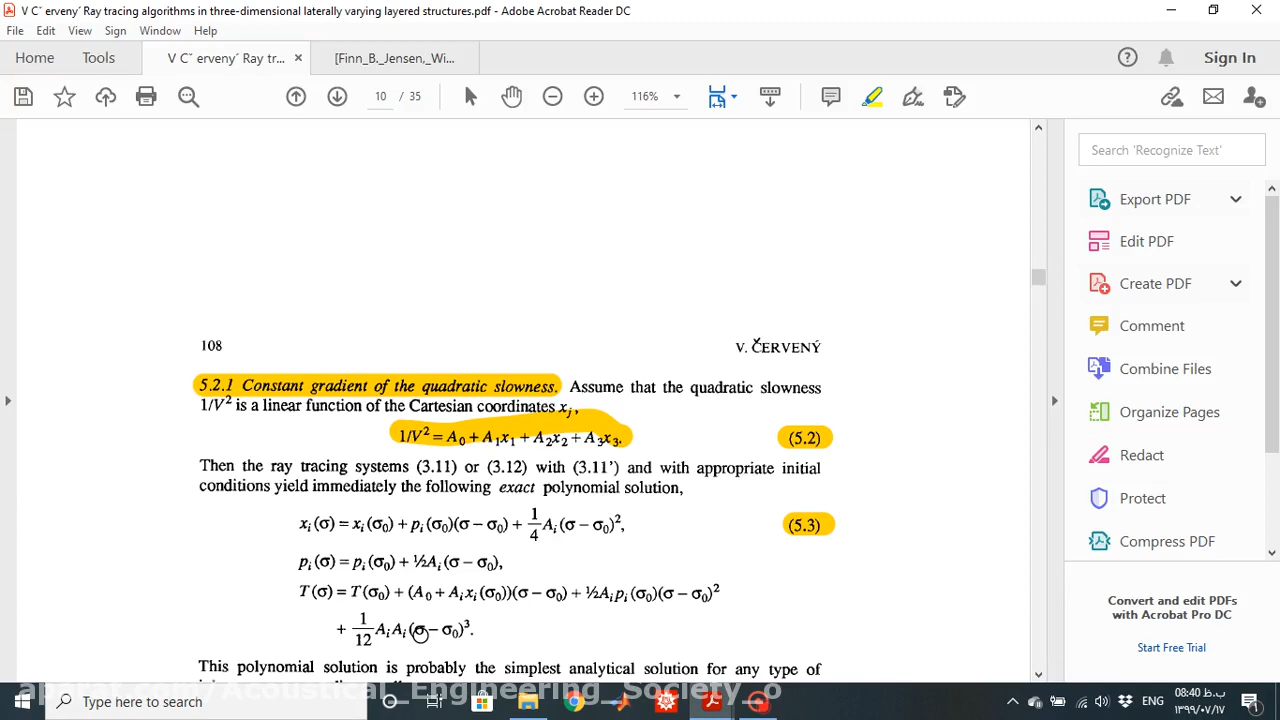 V Cˇ erveny´ Ray tracing algorithms in three-dimensional laterally varying layered structures.pdf - Adobe Acrobat Reader DC
File Edit View Sign Window Help
Home Tools V Cˇ erveny´ Ray tr... × [Finn_B._Jensen,_Wi... Sign In
10 / 35 116%
Search 'Recognize Text'
Export PDF
Edit PDF
Create PDF
Comment
Combine Files
Organize Pages
Redact
Protect
Compress PDF
Convert and edit PDFs
with Acrobat Pro DC
Start Free Trial
108 V. ČERVENÝ
5.2.1 Constant gradient of the quadratic slowness. Assume that the quadratic slowness
1/V² is a linear function of the Cartesian coordinates xⱼ,
1/V² = A₀ + A₁x₁ + A₂x₂ + A₃x₃. (5.2)
Then the ray tracing systems (3.11) or (3.12) with (3.11') and with appropriate initial
conditions yield immediately the following exact polynomial solution,
xᵢ(σ) = xᵢ(σ₀) + pᵢ(σ₀)(σ − σ₀) + 1/4 Aᵢ(σ − σ₀)², (5.3)
pᵢ(σ) = pᵢ(σ₀) + ½Aᵢ(σ − σ₀),
T(σ) = T(σ₀) + (A₀ + Aᵢxᵢ(σ₀))(σ − σ₀) + ½Aᵢpᵢ(σ₀)(σ − σ₀)²
+ 1/12 AᵢAᵢ(σ − σ₀)³.
This polynomial solution is probably the simplest analytical solution for any type of
aparat.com/Acoustical_Engineering_Society_o
Type here to search
ENG 08:40 ب.ظ
۱۳۹۹/۰۷/۱۷
1